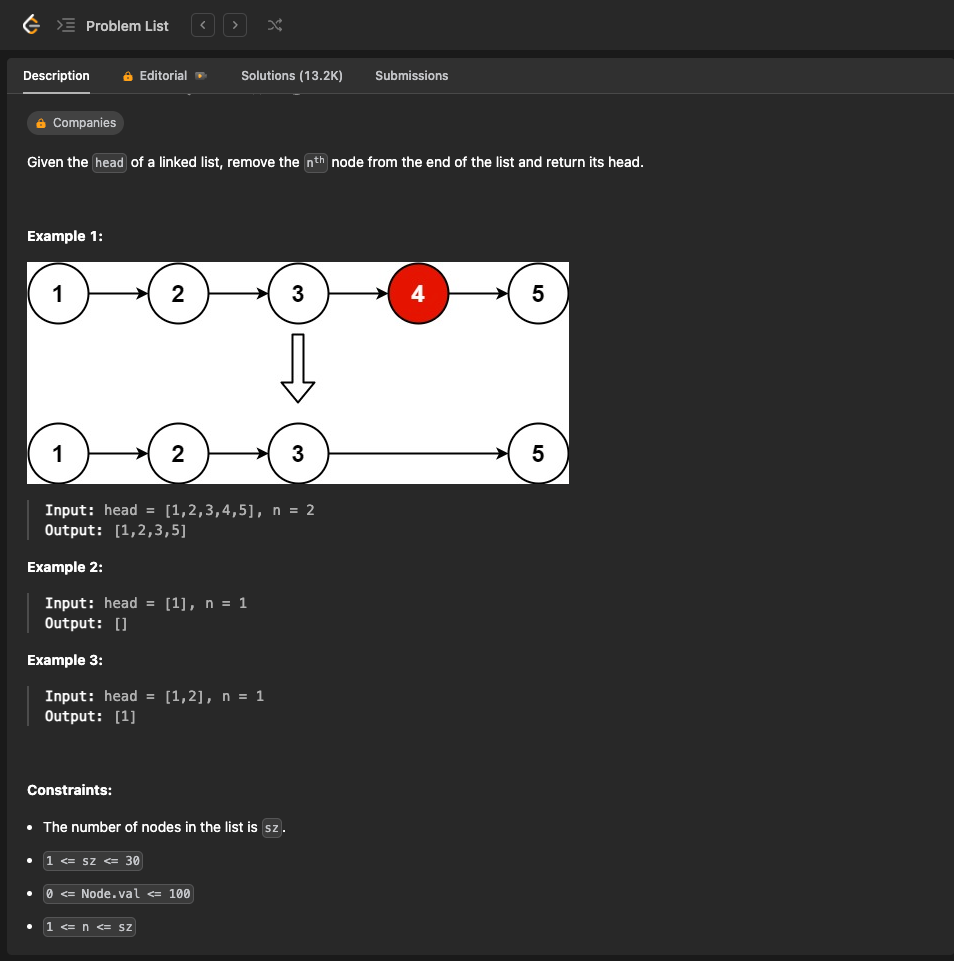 Problem List
Description
Editorial
Solutions (13.2K)
Submissions
Companies
Given the head of a linked list, remove the nth node from the end of the list and return its head.
Example 1:
1 2 3 4 5
1 2 3 5
Input: head = [1,2,3,4,5], n = 2
Output: [1,2,3,5]
Example 2:
Input: head = [1], n = 1
Output: []
Example 3:
Input: head = [1,2], n = 1
Output: [1]
Constraints:
• The number of nodes in the list is sz.
• 1 <= sz <= 30
• 0 <= Node.val <= 100
• 1 <= n <= sz